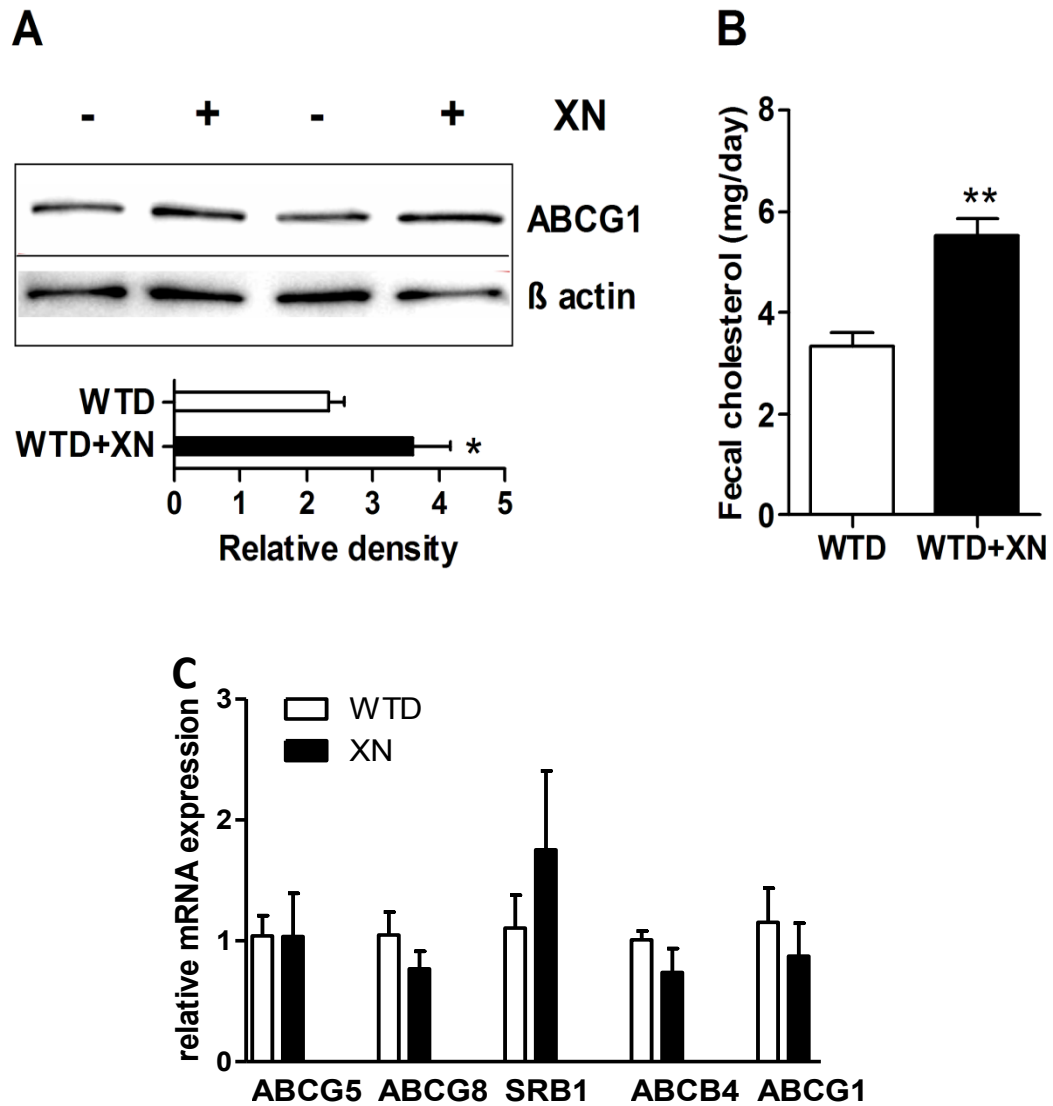 A
- + - + XN
ABCG1
ß actin
WTD
WTD+XN
*
0 1 2 3 4 5
Relative density
B
Fecal cholesterol (mg/day)
8
6
4
2
0
**
WTD WTD+XN
C
relative mRNA expression
3
2
1
0
WTD
XN
ABCG5 ABCG8 SRB1 ABCB4 ABCG1